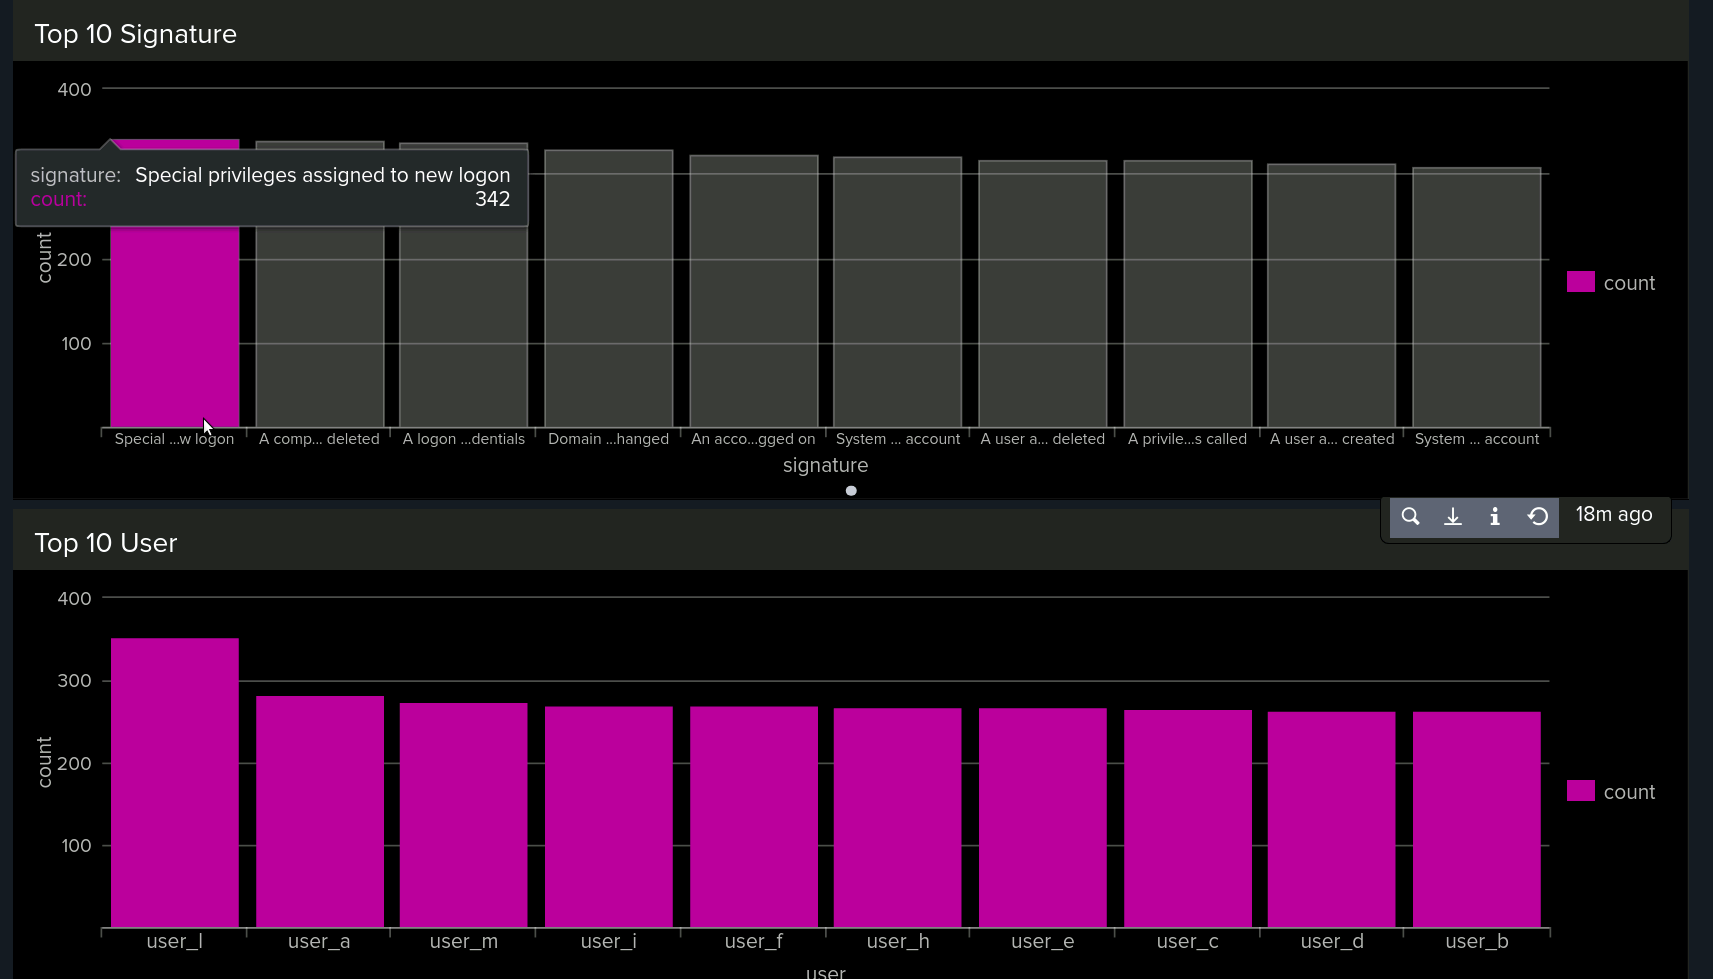 Top 10 Signature
400
signature: Special privileges assigned to new logon
count: 342
count
200
100
count
Special ...w logon A comp... deleted A logon ...dentials Domain ...hanged An acco...gged on System ... account A user a... deleted A privile...s called A user a... created System ... account
signature
18m ago
Top 10 User
400
300
count
200
100
count
user_l user_a user_m user_i user_f user_h user_e user_c user_d user_b
user